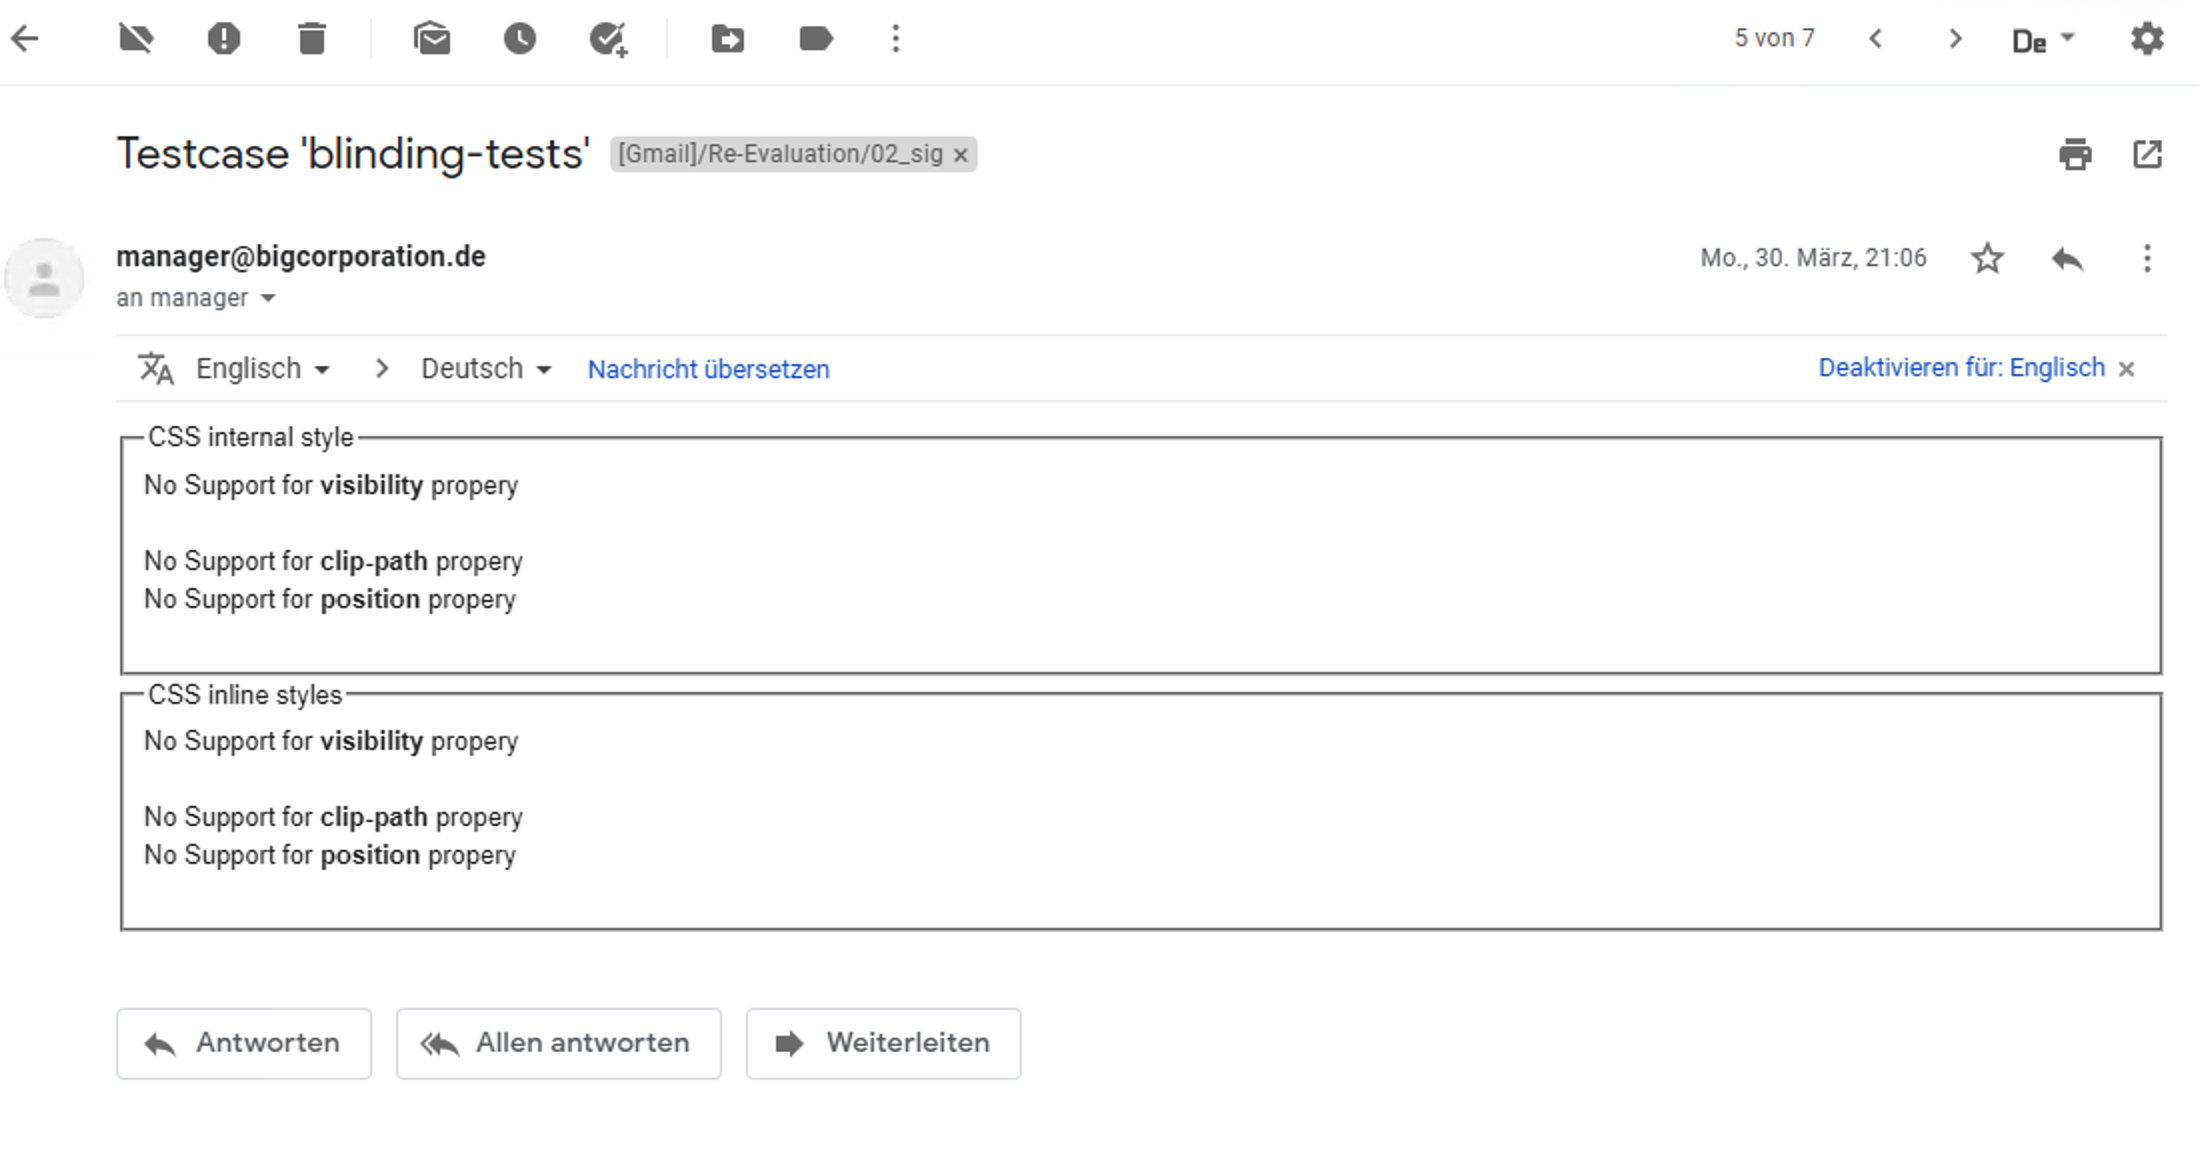 5 von 7
De
Testcase 'blinding-tests' [Gmail]/Re-Evaluation/02_sig ×
manager@bigcorporation.de
Mo., 30. März, 21:06
an manager
Englisch > Deutsch Nachricht übersetzen
Deaktivieren für: Englisch ×
CSS internal style
No Support for visibility propery
No Support for clip-path propery
No Support for position propery
CSS inline styles
No Support for visibility propery
No Support for clip-path propery
No Support for position propery
Antworten
Allen antworten
Weiterleiten